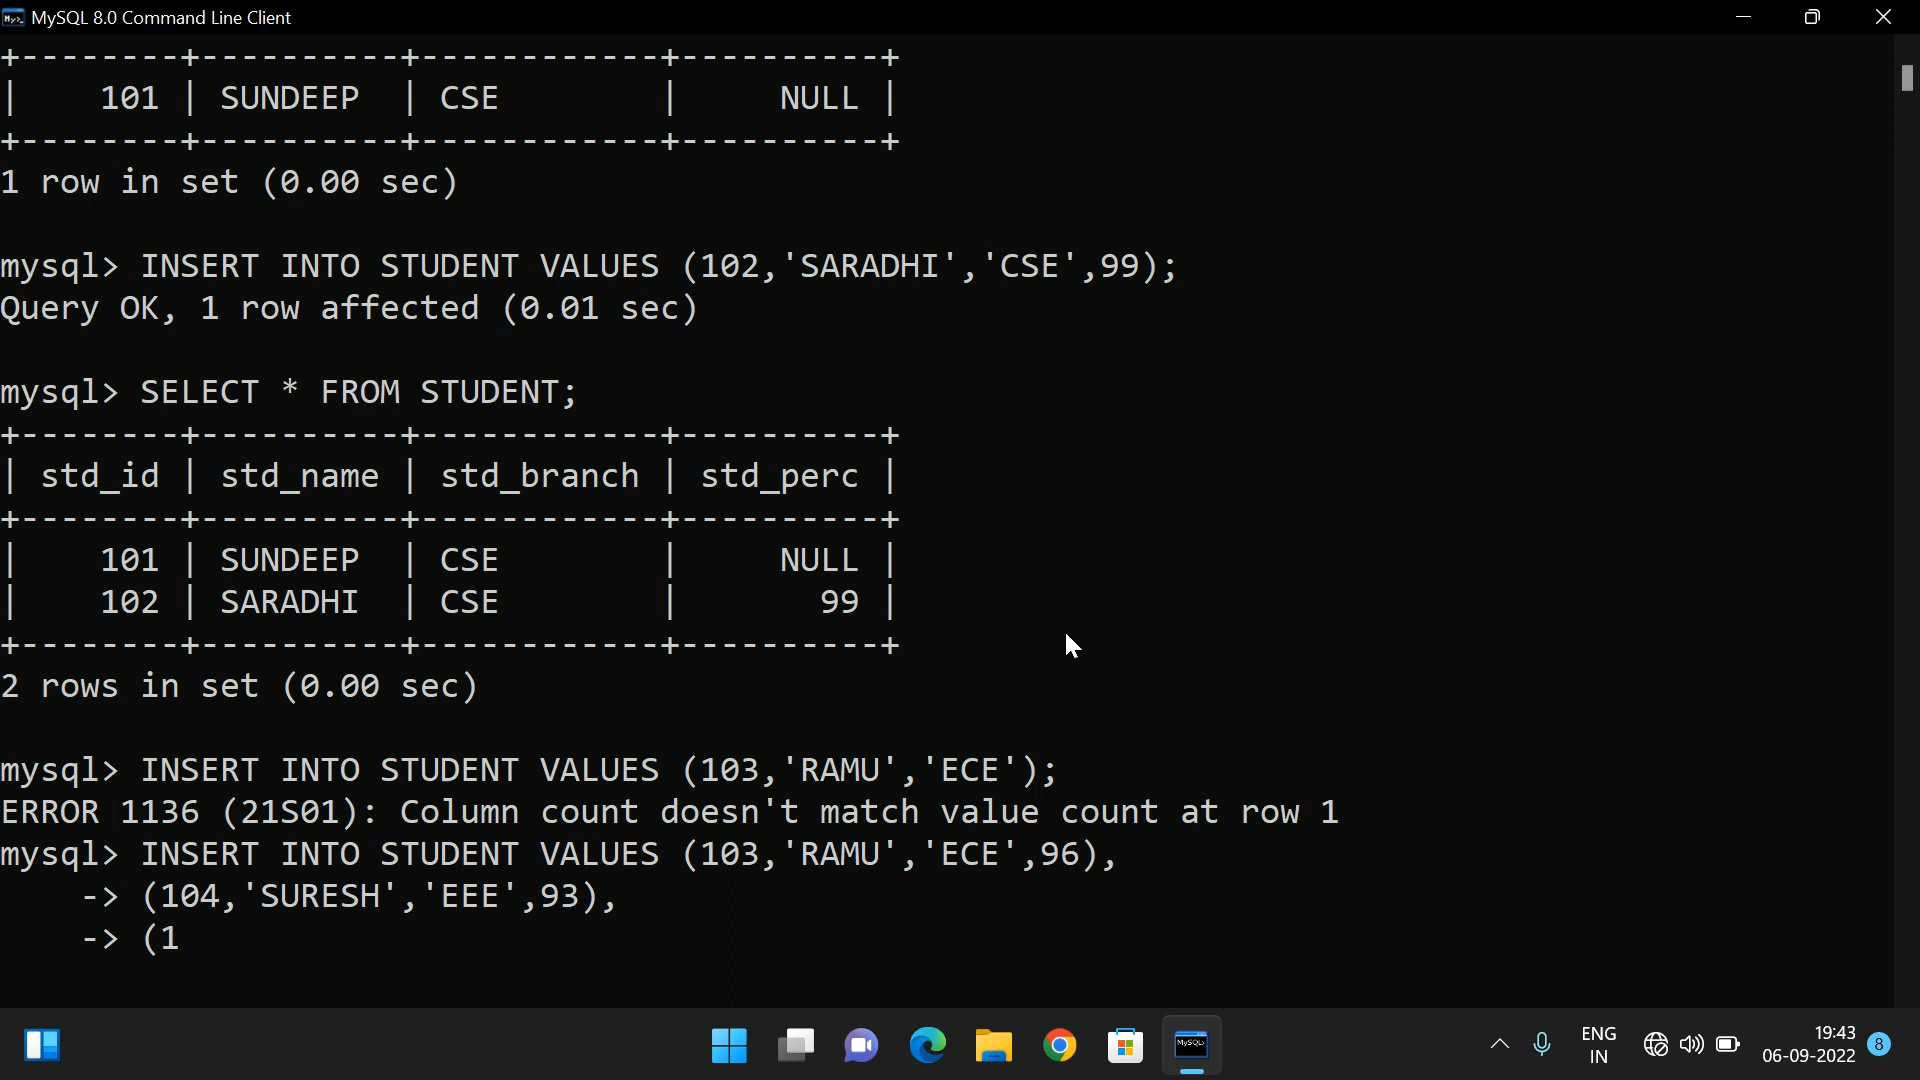 MySQL 8.0 Command Line Client
+--------+----------+------------+----------+
|    101 | SUNDEEP  | CSE        |     NULL |
+--------+----------+------------+----------+
1 row in set (0.00 sec)
mysql> INSERT INTO STUDENT VALUES (102,'SARADHI','CSE',99);
Query OK, 1 row affected (0.01 sec)
mysql> SELECT * FROM STUDENT;
+--------+----------+------------+----------+
| std_id | std_name | std_branch | std_perc |
+--------+----------+------------+----------+
|    101 | SUNDEEP  | CSE        |     NULL |
|    102 | SARADHI  | CSE        |       99 |
+--------+----------+------------+----------+
2 rows in set (0.00 sec)
mysql> INSERT INTO STUDENT VALUES (103,'RAMU','ECE');
ERROR 1136 (21S01): Column count doesn't match value count at row 1
mysql> INSERT INTO STUDENT VALUES (103,'RAMU','ECE',96),
    -> (104,'SURESH','EEE',93),
    -> (1
MySQL>
ENG
IN
19:43
06-09-2022
8